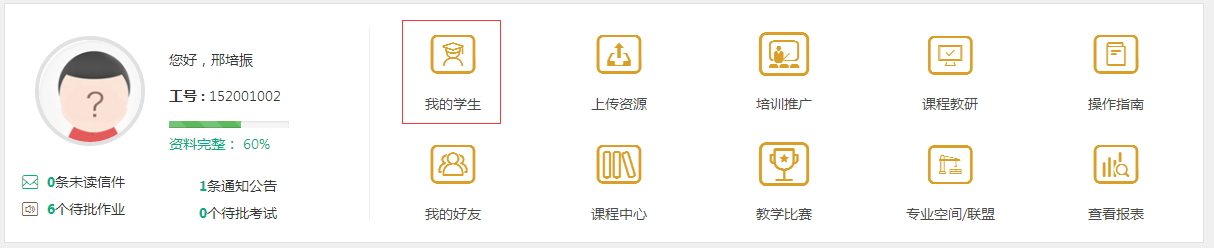 您好，邢培振
工号：152001002
资料完整： 60%
0条未读信件
1条通知公告
6个待批作业
0个待批考试
我的学生
上传资源
培训推广
课程教研
操作指南
我的好友
课程中心
教学比赛
专业空间/联盟
查看报表